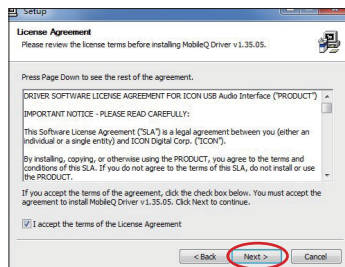 Setup
License Agreement
Please review the license terms before installing MobileQ Driver v1.35.05.
Press Page Down to see the rest of the agreement.
DRIVER SOFTWARE LICENSE AGREEMENT FOR ICON USB Audio Interface ("PRODUCT")
IMPORTANT NOTICE - PLEASE READ CAREFULLY:
This Software License Agreement ("SLA") is a legal agreement between you (either an
individual or a single entity) and ICON Digital Corp. ("ICON").
By installing, copying, or otherwise using the PRODUCT, you agree to the terms and
conditions of this SLA. If you do not agree to the terms of this SLA, do not install or use
the PRODUCT.
If you accept the terms of the agreement, click the check box below. You must accept the
agreement to install MobileQ Driver v1.35.05. Click Next to continue.
I accept the terms of the License Agreement
< Back Next > Cancel